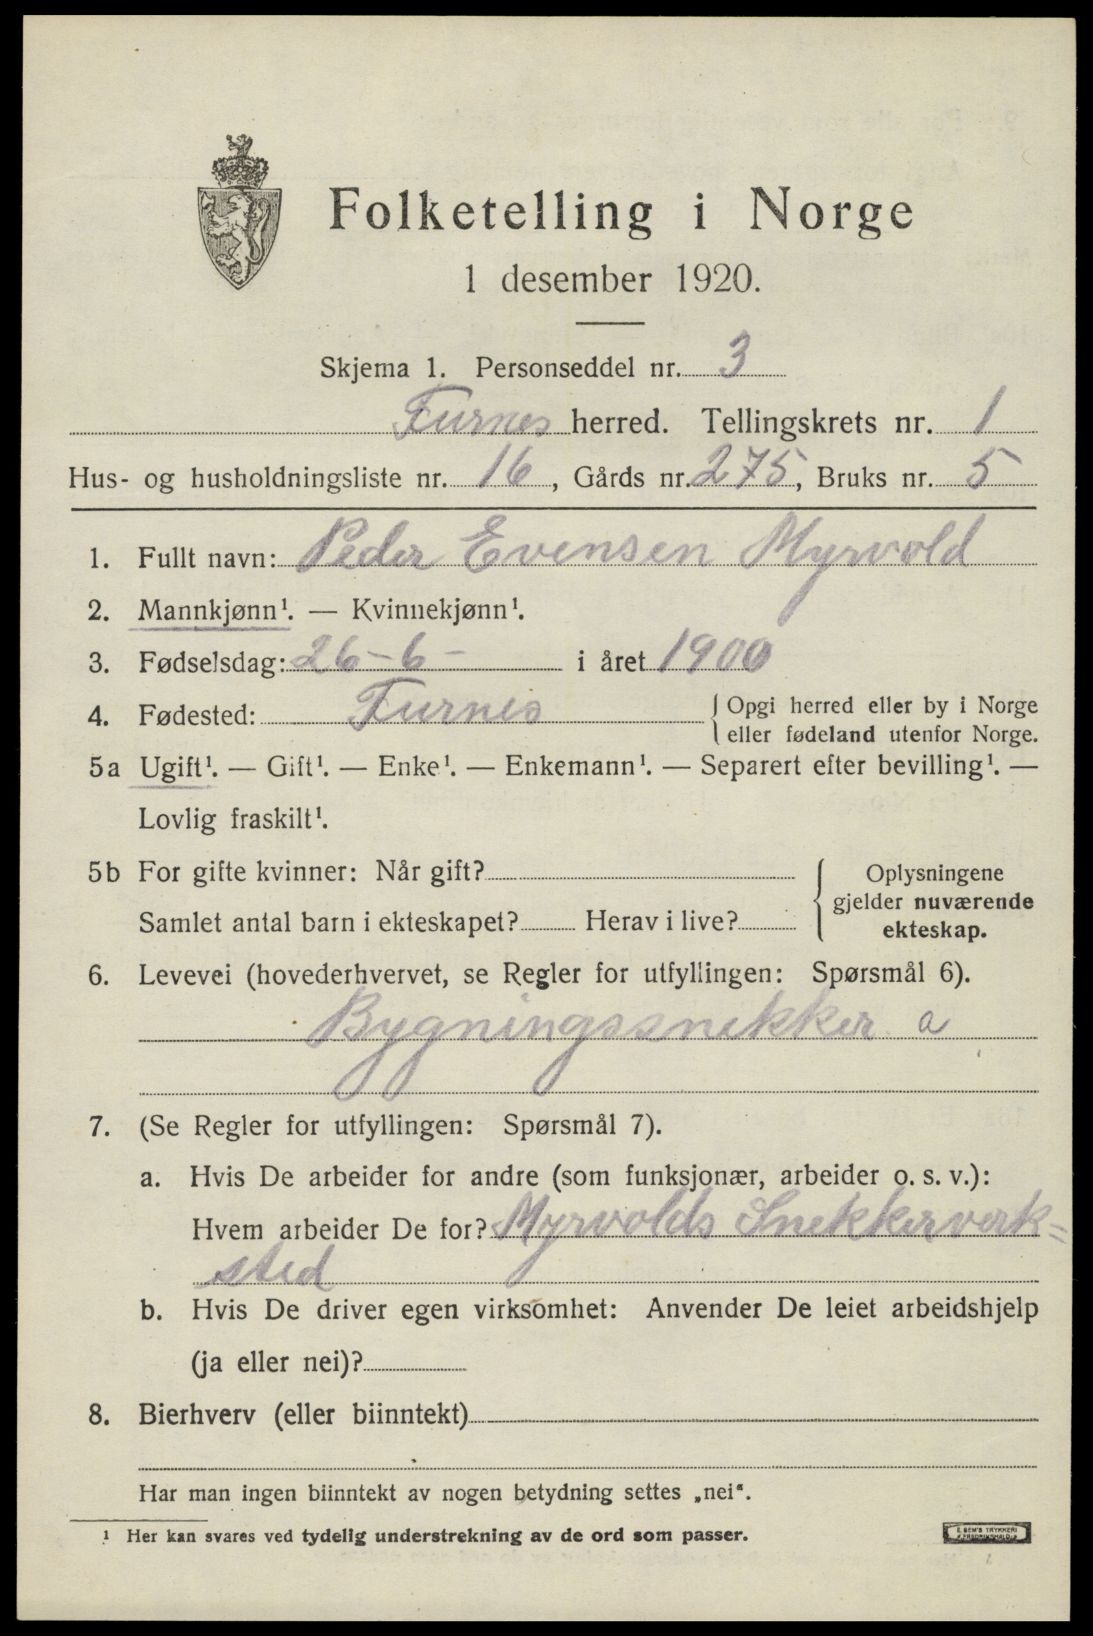 Folketelling i Norge
1 desember 1920.
Skjema 1. Personseddel nr. 3
Furnes herred. Tellingskrets nr. 1
Hus- og husholdningsliste nr. 16, Gårds nr. 275, Bruks nr. 5
1. Fullt navn: Peder Evensen Myrvold
2. Mannkjønn¹. — Kvinnekjønn¹.
3. Fødselsdag: 26-6- i året 1900
4. Fødested: Furnes { Opgi herred eller by i Norge
eller fødeland utenfor Norge.
5a Ugift¹. — Gift¹. — Enke¹. — Enkemann¹. — Separert efter bevilling¹. —
Lovlig fraskilt¹.
5b For gifte kvinner: Når gift?
Samlet antal barn i ekteskapet? Herav i live?
{ Oplysningene
gjelder nuværende
ekteskap.
6. Levevei (hovederhvervet, se Regler for utfyllingen: Spørsmål 6).
Bygningssnekker a
7. (Se Regler for utfyllingen: Spørsmål 7).
a. Hvis De arbeider for andre (som funksjonær, arbeider o. s. v.):
Hvem arbeider De for? Myrvolds Snekkerverk=
sted
b. Hvis De driver egen virksomhet: Anvender De leiet arbeidshjelp
(ja eller nei)?
8. Bierhverv (eller biinntekt)
Har man ingen biinntekt av nogen betydning settes „nei“.
¹ Her kan svares ved tydelig understrekning av de ord som passer.
E. SEM'S TRYKKERI
FREDRIKSHALD